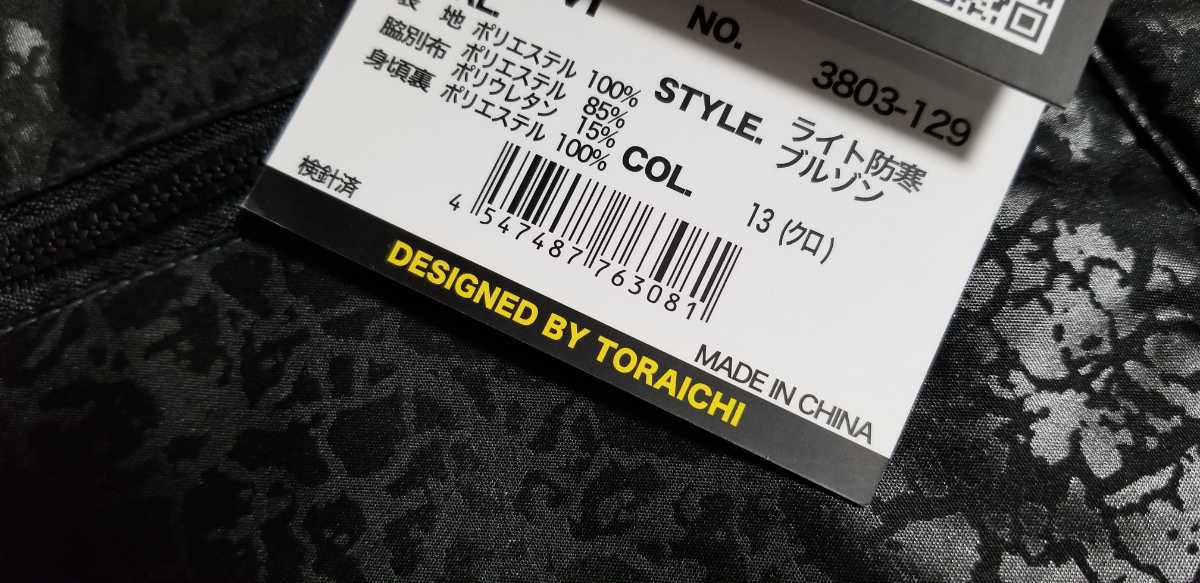 NO.
3803-129
表 地 ポリエステル 100%
脇別布 ポリエステル 85%
ポリウレタン 15%
身頃裏 ポリエステル 100%
STYLE. ライト防寒
ブルゾン
COL. 13 (クロ)
検針済
4 547487 763081
MADE IN CHINA
DESIGNED BY TORAICHI